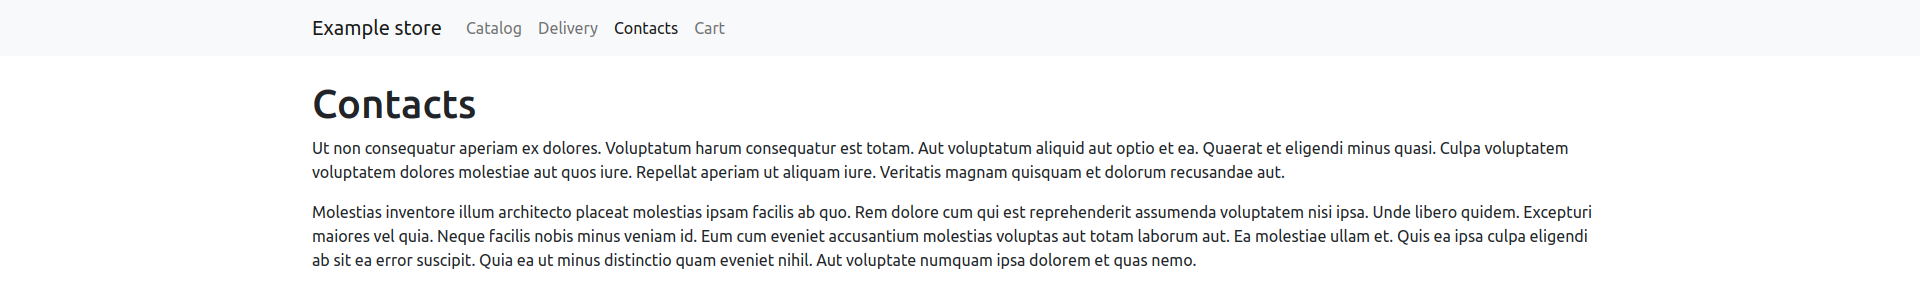 Example store Catalog Delivery Contacts Cart
Contacts
Ut non consequatur aperiam ex dolores. Voluptatum harum consequatur est totam. Aut voluptatum aliquid aut optio et ea. Quaerat et eligendi minus quasi. Culpa voluptatem
voluptatem dolores molestiae aut quos iure. Repellat aperiam ut aliquam iure. Veritatis magnam quisquam et dolorum recusandae aut.
Molestias inventore illum architecto placeat molestias ipsam facilis ab quo. Rem dolore cum qui est reprehenderit assumenda voluptatem nisi ipsa. Unde libero quidem. Excepturi
maiores vel quia. Neque facilis nobis minus veniam id. Eum cum eveniet accusantium molestias voluptas aut totam laborum aut. Ea molestiae ullam et. Quis ea ipsa culpa eligendi
ab sit ea error suscipit. Quia ea ut minus distinctio quam eveniet nihil. Aut voluptate numquam ipsa dolorem et quas nemo.